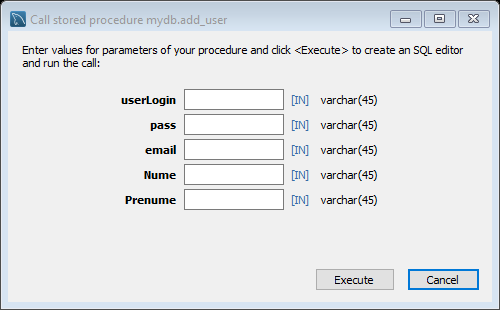 Call stored procedure mydb.add_user
Enter values for parameters of your procedure and click <Execute> to create an SQL editor
and run the call:
userLogin [IN] varchar(45)
pass [IN] varchar(45)
email [IN] varchar(45)
Nume [IN] varchar(45)
Prenume [IN] varchar(45)
Execute Cancel